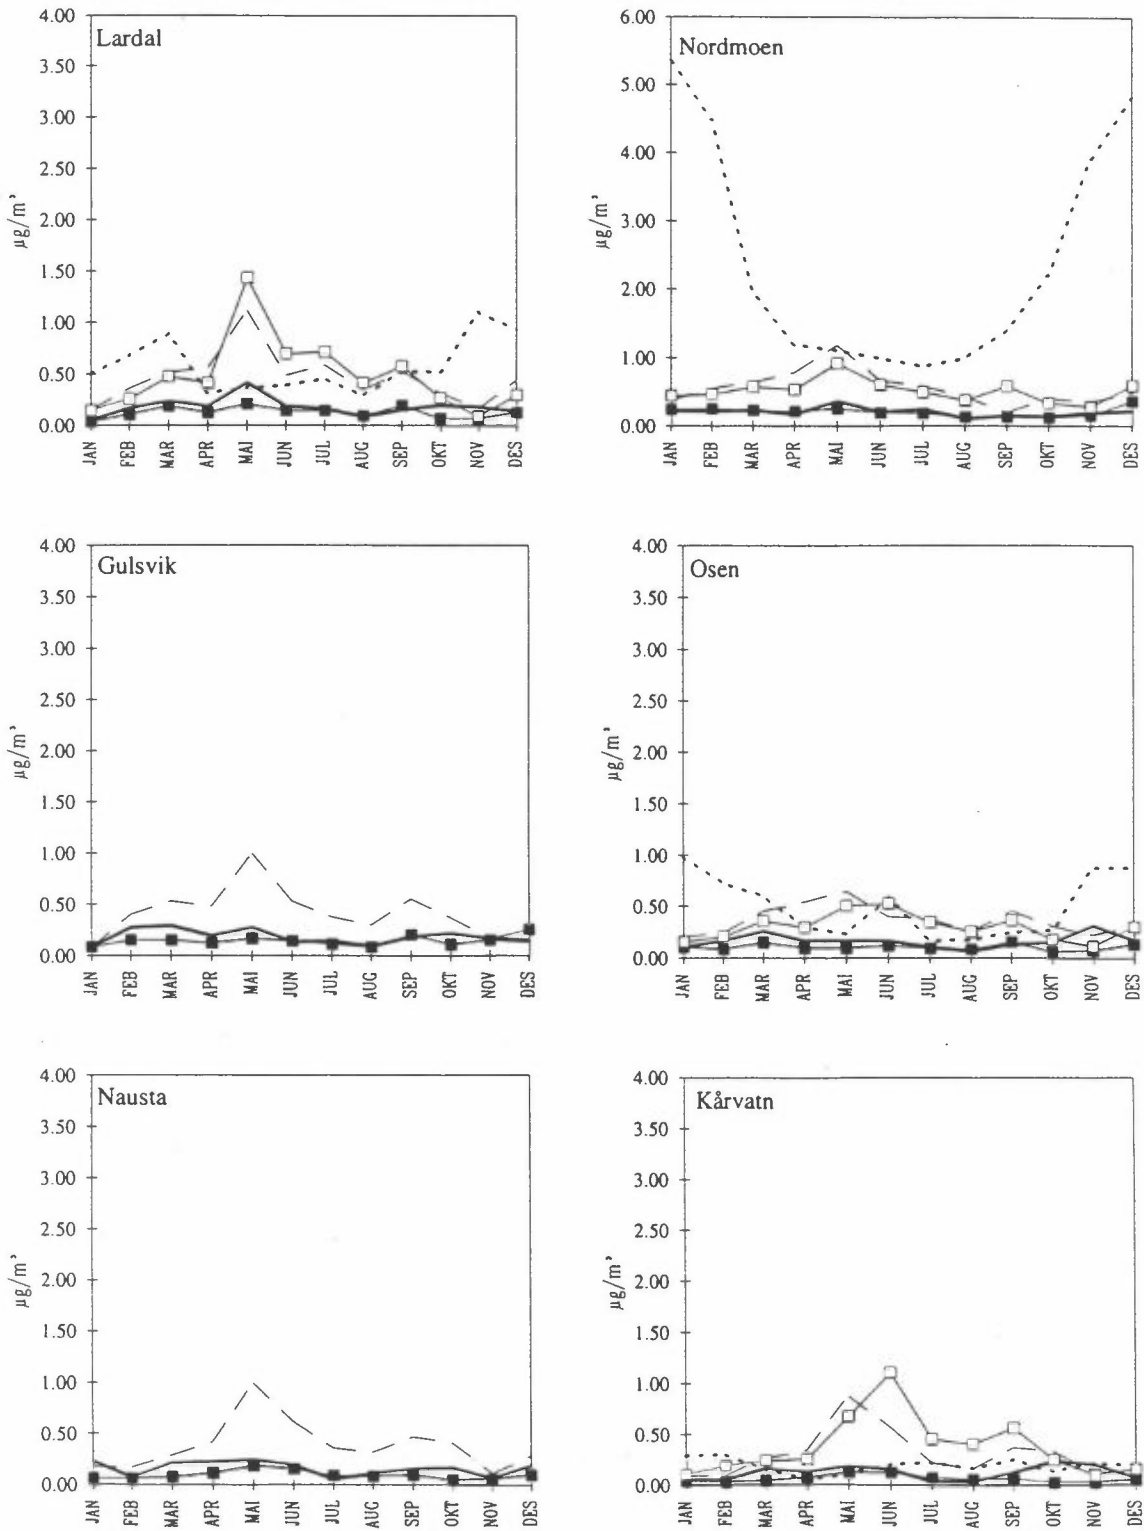 Lardal
4.00
3.50
3.00
2.50
2.00
1.50
1.00
0.50
0.00
µg/m³
JAN FEB MAR APR MAI JUN JUL AUG SEP OKT NOV DES
Nordmoen
6.00
5.00
4.00
3.00
2.00
1.00
0.00
µg/m³
JAN FEB MAR APR MAI JUN JUL AUG SEP OKT NOV DES
Gulsvik
4.00
3.50
3.00
2.50
2.00
1.50
1.00
0.50
0.00
µg/m³
JAN FEB MAR APR MAI JUN JUL AUG SEP OKT NOV DES
Osen
4.00
3.50
3.00
2.50
2.00
1.50
1.00
0.50
0.00
µg/m³
JAN FEB MAR APR MAI JUN JUL AUG SEP OKT NOV DES
Nausta
4.00
3.50
3.00
2.50
2.00
1.50
1.00
0.50
0.00
µg/m³
JAN FEB MAR APR MAI JUN JUL AUG SEP OKT NOV DES
Kårvatn
4.00
3.50
3.00
2.50
2.00
1.50
1.00
0.50
0.00
µg/m³
JAN FEB MAR APR MAI JUN JUL AUG SEP OKT NOV DES